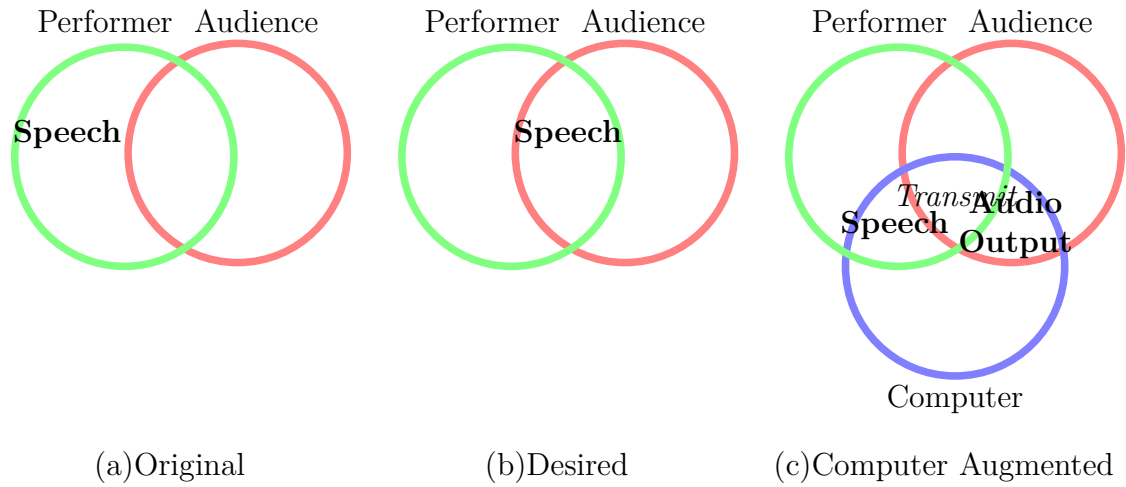 Performer Audience
Performer Audience
Performer Audience
Speech
Speech
Transmit
Audio
Speech
Output
Computer
(a)Original
(b)Desired
(c)Computer Augmented